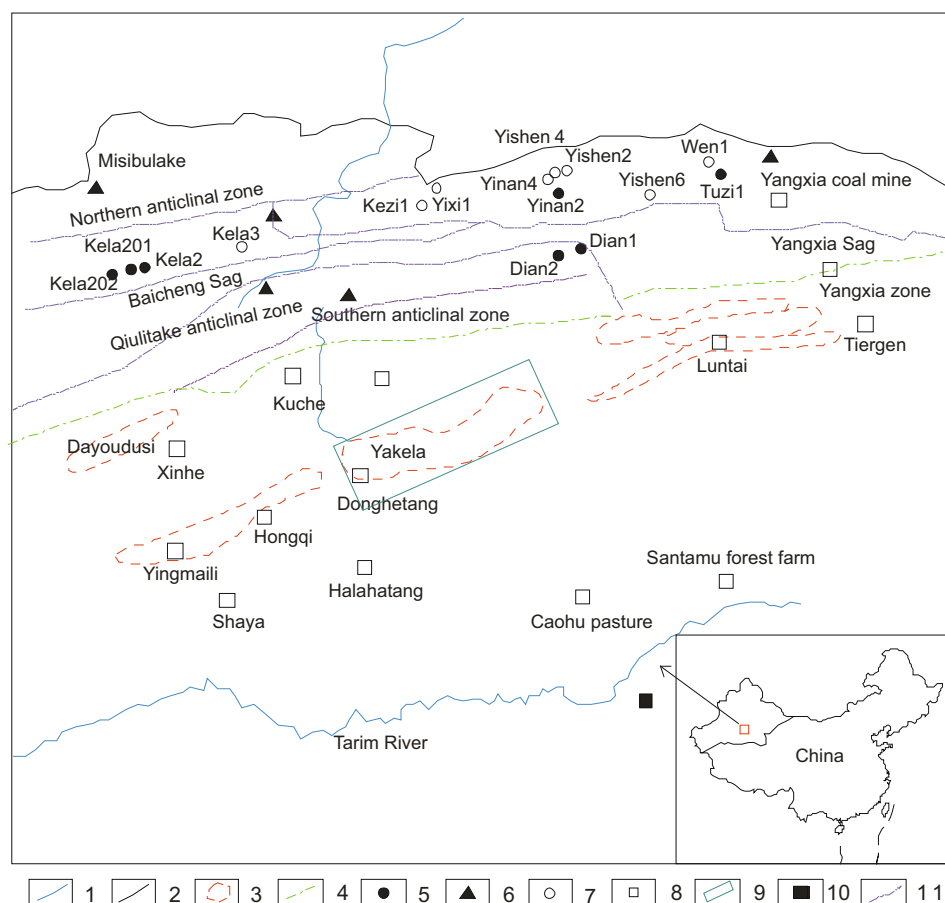 Misibulake
Northern anticlinal zone
Kela201
Kela2
Kela202
Kela3
Baicheng Sag
Qiulitake anticlinal zone
Southern anticlinal zone
Kezi1
Yixi1
Yishen 4
Yishen2
Yinan4
Yinan2
Yishen6
Wen1
Tuzi1
Yangxia coal mine
Dian1
Dian2
Yangxia Sag
Yangxia zone
Tiergen
Luntai
Kuche
Dayoudusi
Xinhe
Yakela
Donghetang
Hongqi
Yingmaili
Halahatang
Shaya
Santamu forest farm
Caohu pasture
Tarim River
China
1 2 3 4 5 6 7 8 9 10 11